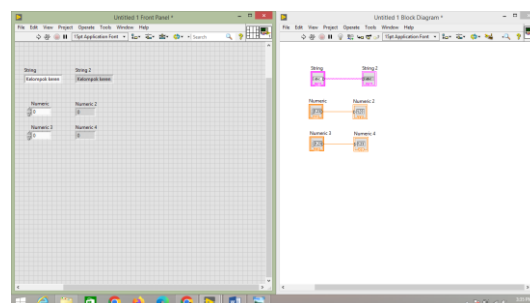 Untitled 1 Front Panel *
File Edit View Project Operate Tools Window Help
15pt Application Font
Search
String
String 2
Kelompok keren
Kelompok keren
Numeric
Numeric 2
0
0
Numeric 3
Numeric 4
0
0
Untitled 1 Block Diagram *
File Edit View Project Operate Tools Window Help
15pt Application Font
String
String 2
Numeric
Numeric 2
Numeric 3
Numeric 4